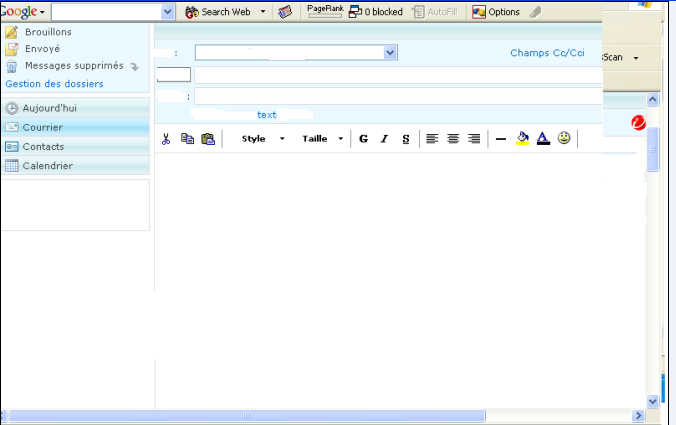 Google Search Web PageRank 0 blocked AutoFill Options
Brouillons
Envoyé
Messages supprimés
Gestion des dossiers
Aujourd'hui
Courrier
Contacts
Calendrier
: Champs Cc/Cci
Scan
:
text
Style Taille G I S A